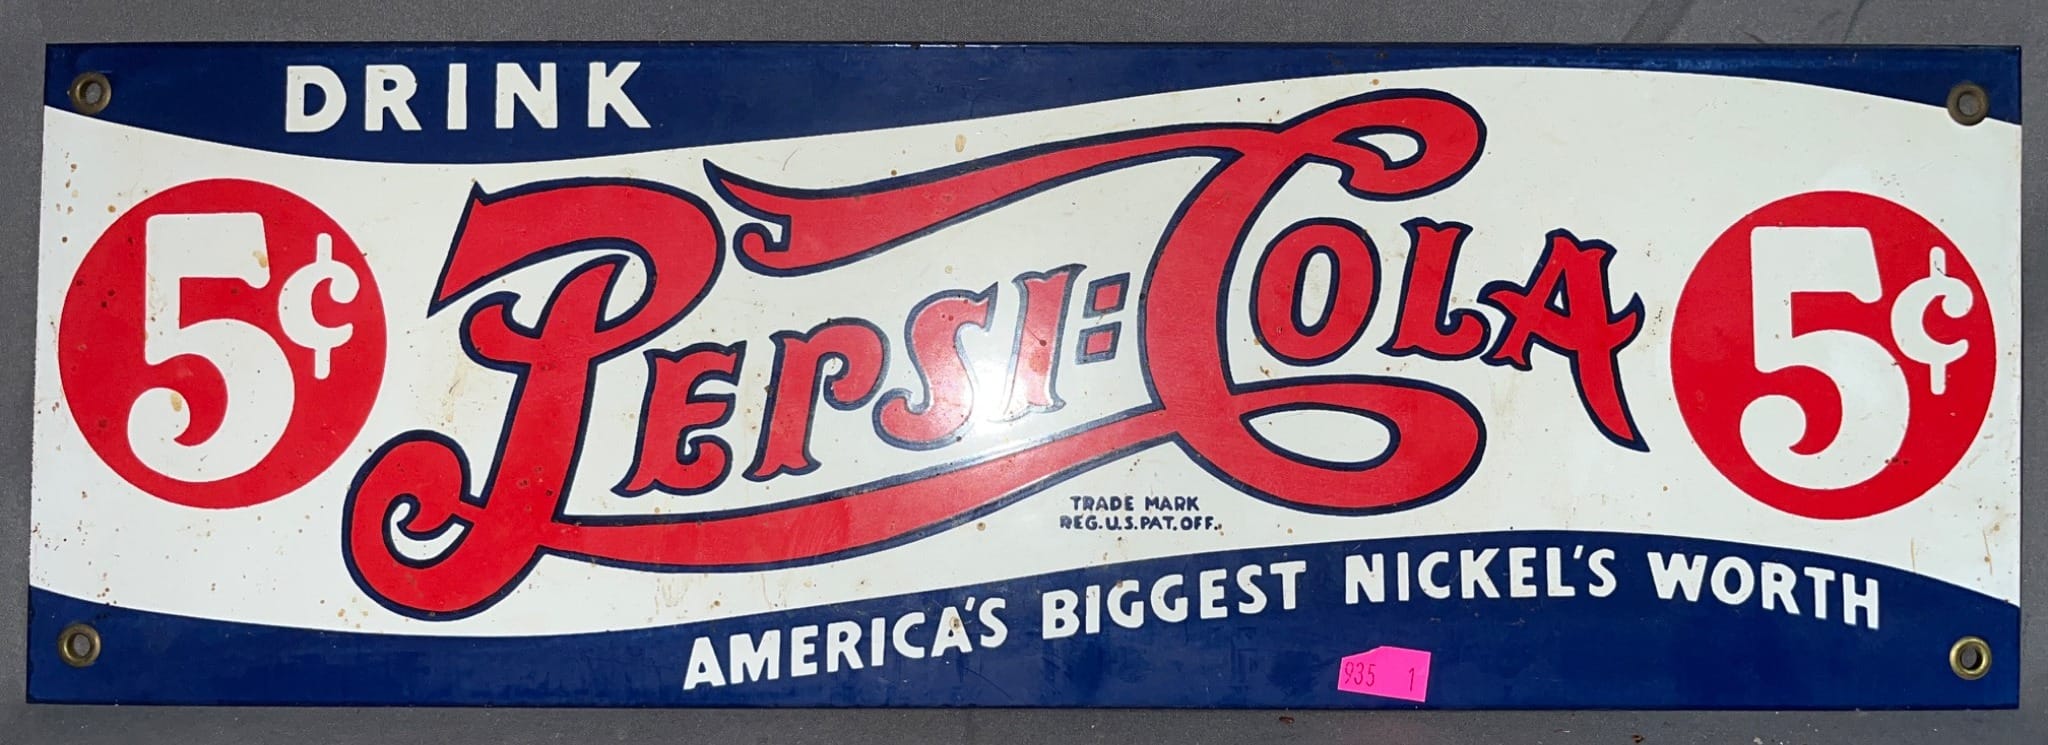 DRINK
5¢
PEPSI:COLA
5¢
TRADE MARK
REG.U.S.PAT.OFF.
AMERICA'S BIGGEST NICKEL'S WORTH
935 1